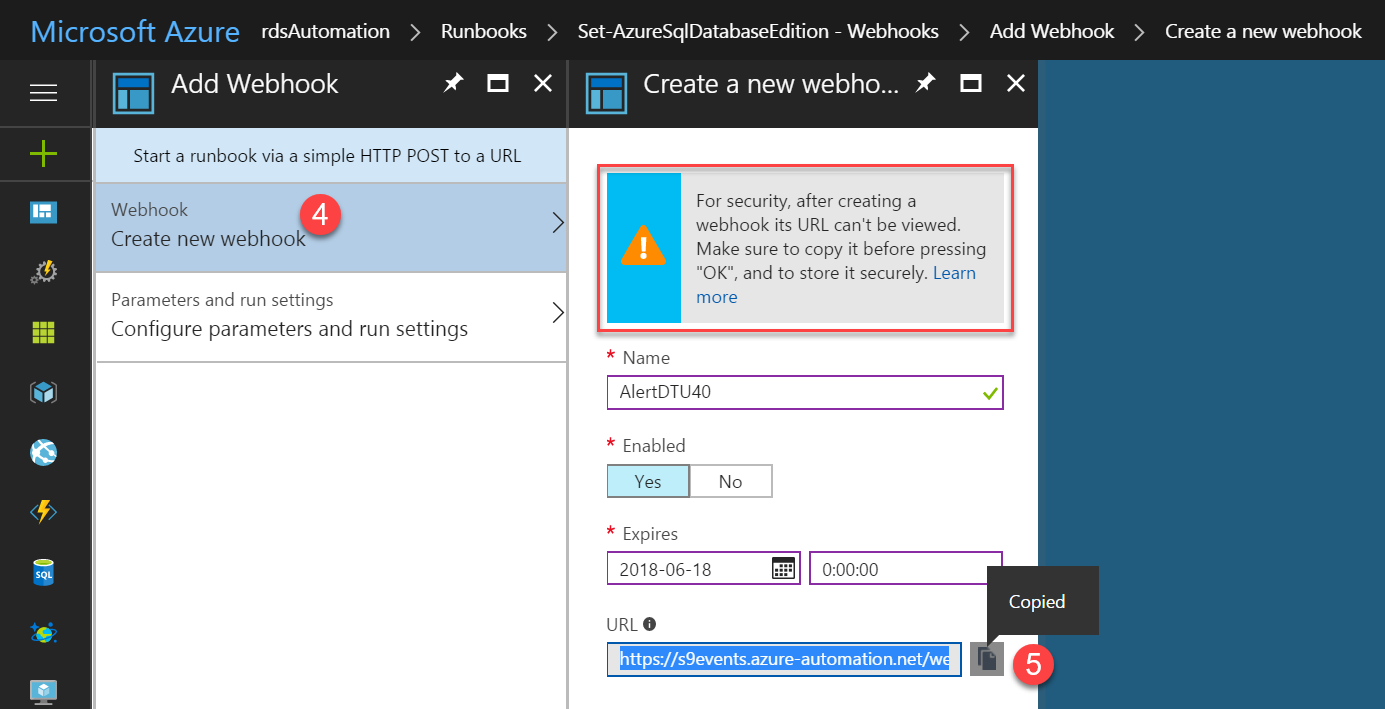 Microsoft Azure rdsAutomation > Runbooks > Set-AzureSqlDatabaseEdition - Webhooks > Add Webhook > Create a new webhook
Add Webhook
Start a runbook via a simple HTTP POST to a URL
Webhook
Create new webhook
4
Parameters and run settings
Configure parameters and run settings
Create a new webho...
For security, after creating a
webhook its URL can't be viewed.
Make sure to copy it before pressing
"OK", and to store it securely. Learn
more
* Name
AlertDTU40
* Enabled
Yes No
* Expires
2018-06-18 0:00:00
Copied
URL
https://s9events.azure-automation.net/we
5
SQL